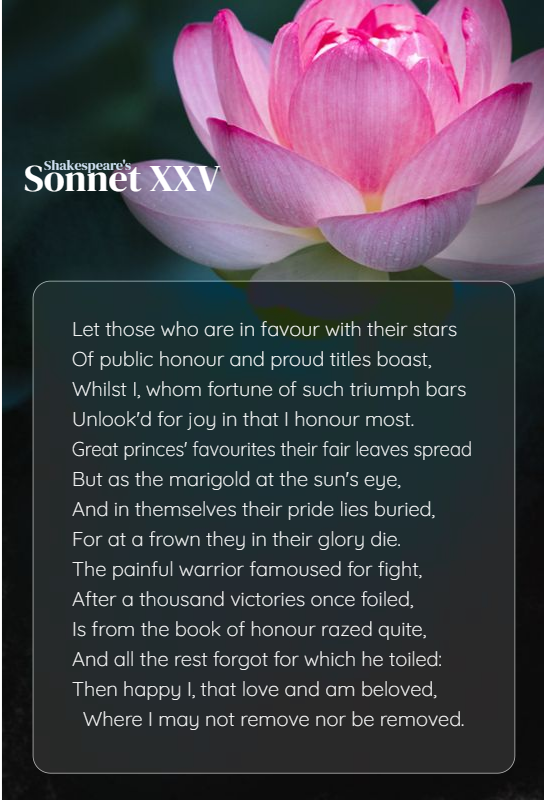 Shakespeare's
Sonnet XXV
Let those who are in favour with their stars
Of public honour and proud titles boast,
Whilst I, whom fortune of such triumph bars
Unlook'd for joy in that I honour most.
Great princes' favourites their fair leaves spread
But as the marigold at the sun's eye,
And in themselves their pride lies buried,
For at a frown they in their glory die.
The painful warrior famoused for fight,
After a thousand victories once foiled,
Is from the book of honour razed quite,
And all the rest forgot for which he toiled:
Then happy I, that love and am beloved,
Where I may not remove nor be removed.